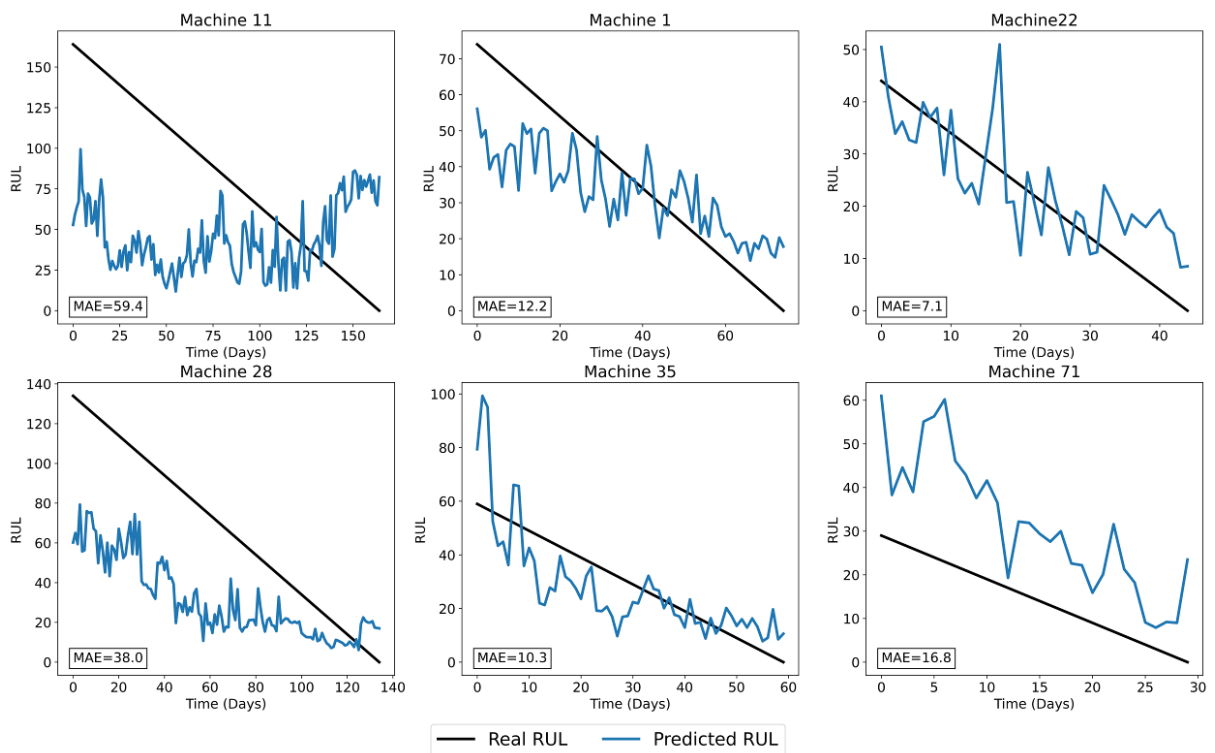 Machine 11
RUL
150
125
100
75
50
25
0
MAE=59.4
0 25 50 75 100 125 150
Time (Days)
Machine 1
RUL
70
60
50
40
30
20
10
0
MAE=12.2
0 20 40 60
Time (Days)
Machine22
RUL
50
40
30
20
10
0
MAE=7.1
0 10 20 30 40
Time (Days)
Machine 28
RUL
140
120
100
80
60
40
20
0
MAE=38.0
0 20 40 60 80 100 120 140
Time (Days)
Machine 35
RUL
100
80
60
40
20
0
MAE=10.3
0 10 20 30 40 50 60
Time (Days)
Machine 71
RUL
60
50
40
30
20
10
0
MAE=16.8
0 5 10 15 20 25 30
Time (Days)
Real RUL Predicted RUL